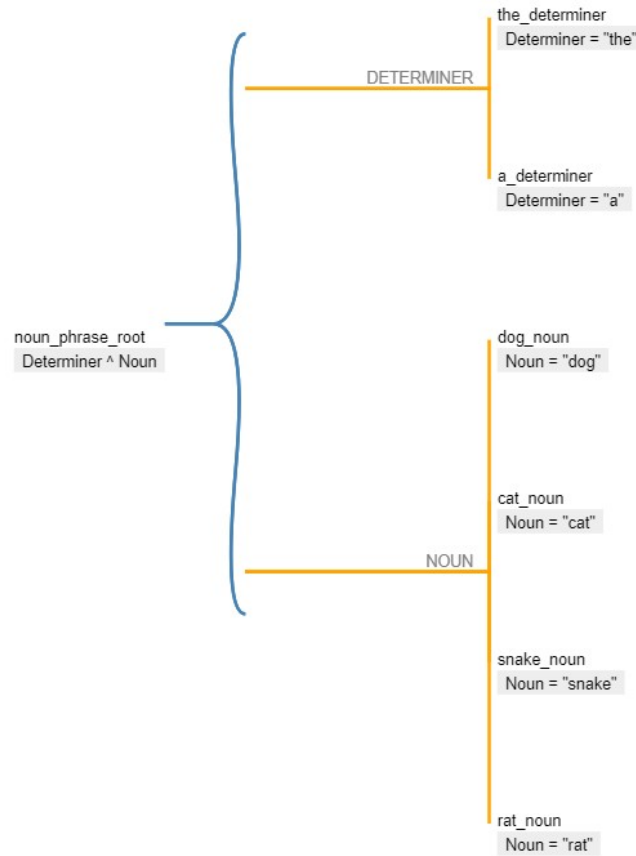 the_determiner
Determiner = "the"
DETERMINER
a_determiner
Determiner = "a"
noun_phrase_root
Determiner ^ Noun
dog_noun
Noun = "dog"
cat_noun
Noun = "cat"
NOUN
snake_noun
Noun = "snake"
rat_noun
Noun = "rat"